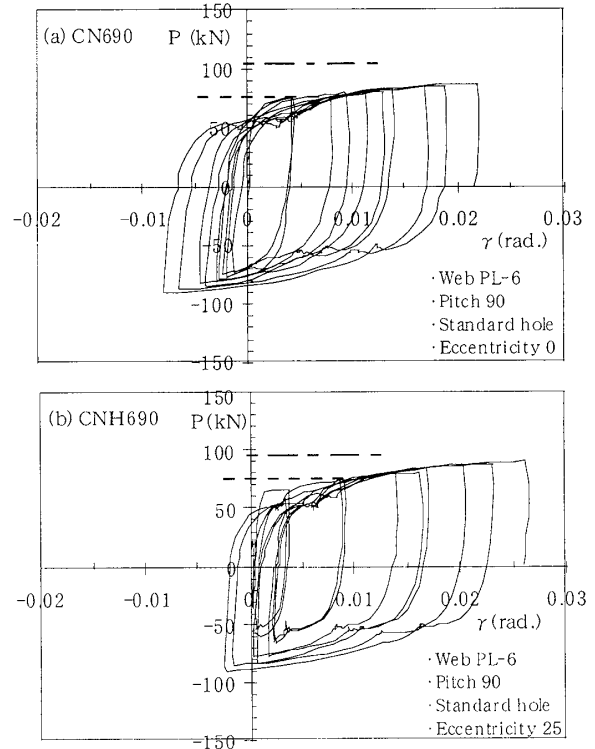 150
(a) CN690 P (kN)
100
50
0
-0.02 -0.01 0 0.01 0.02 0.03
γ (rad.)
-50
-100
-150
·Web PL-6
·Pitch 90
·Standard hole
·Eccentricity 0
150
(b) CNH690 P(kN)
100
50
0
-0.02 -0.01 0 0.01 0.02 0.03
γ (rad.)
-50
-100
-150
·Web PL-6
·Pitch 90
·Standard hole
·Eccentricity 25